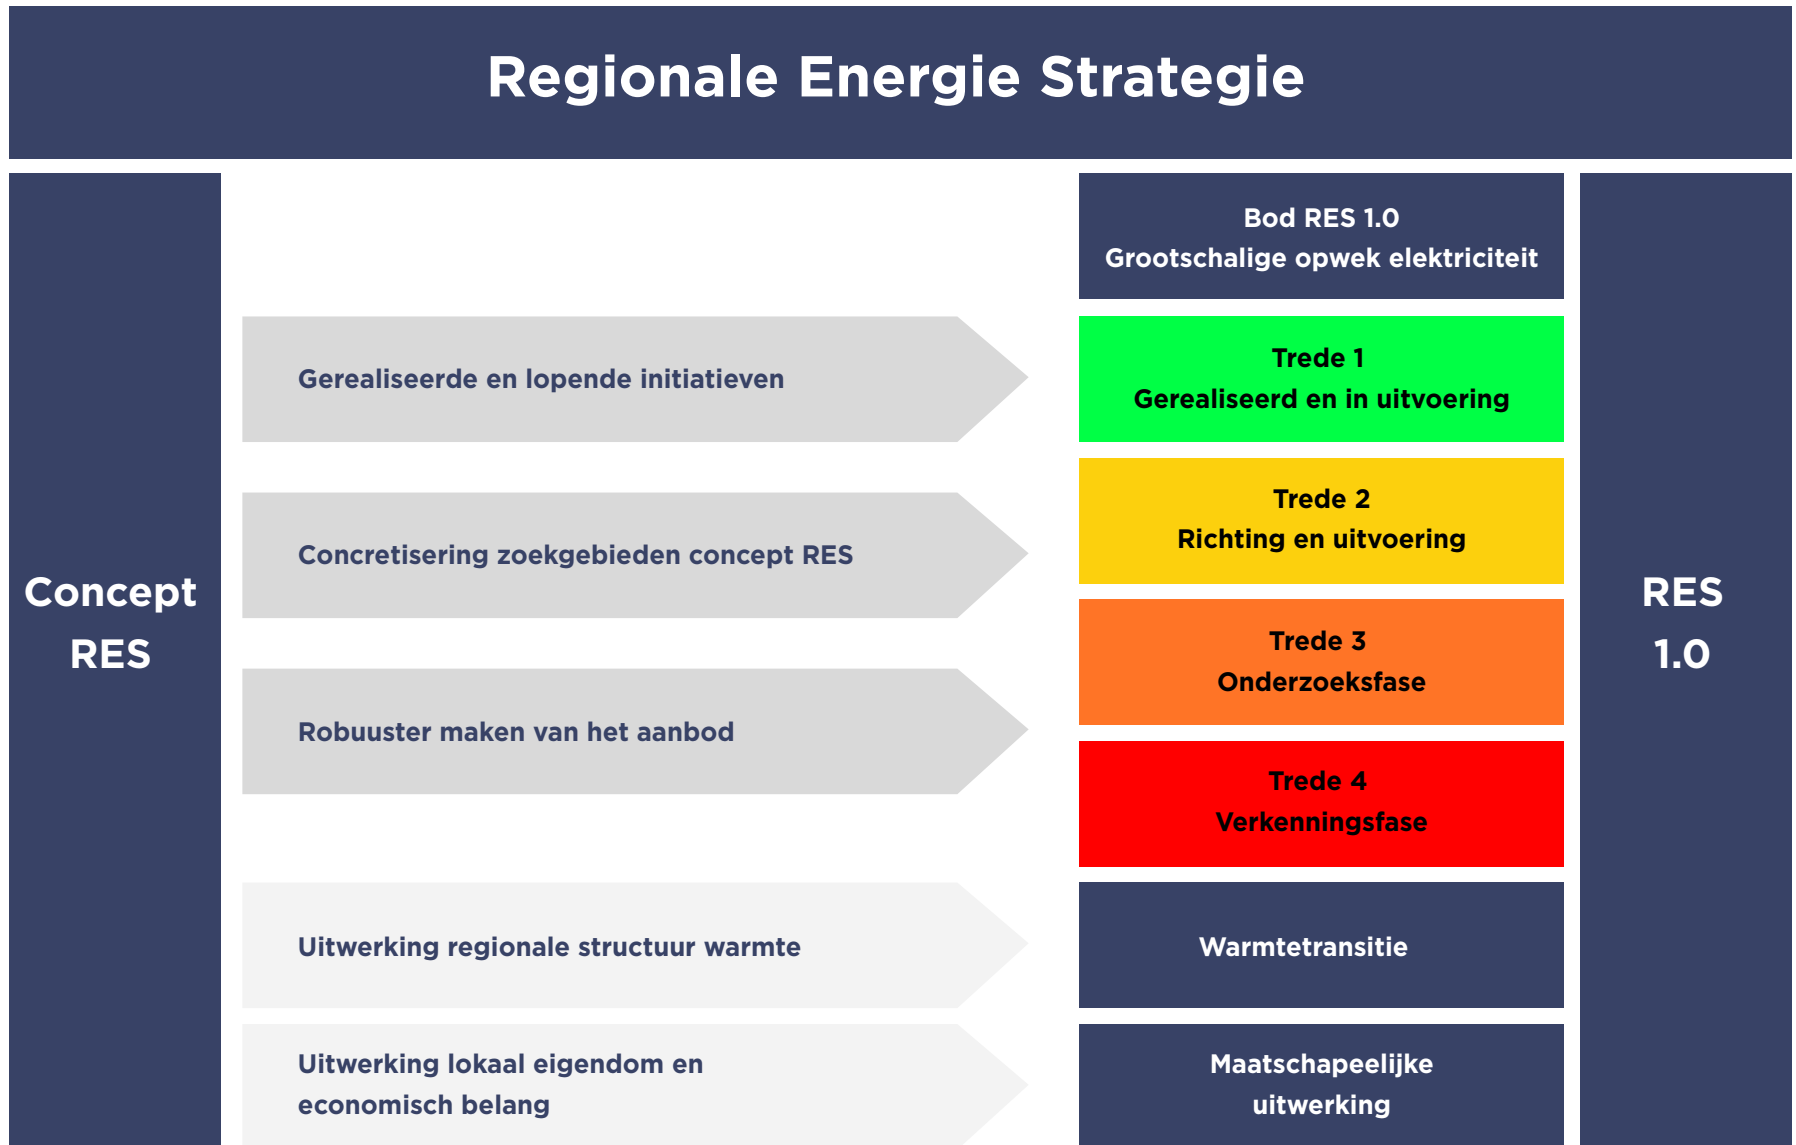 Regionale Energie Strategie
Concept
RES
Bod RES 1.0
Grootschalige opwek elektriciteit
Gerealiseerde en lopende initiatieven
Trede 1
Gerealiseerd en in uitvoering
Concretisering zoekgebieden concept RES
Trede 2
Richting en uitvoering
Trede 3
Onderzoeksfase
Robuuster maken van het aanbod
Trede 4
Verkenningsfase
Uitwerking regionale structuur warmte
Warmtetransitie
Uitwerking lokaal eigendom en
economisch belang
Maatschapeelijke
uitwerking
RES
1.0